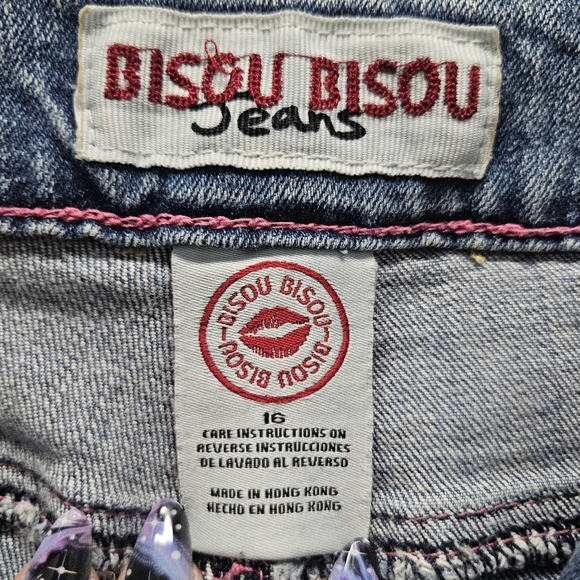 BISOU BISOU
Jeans
BISOU BISOU
BISOU BISOU
16
CARE INSTRUCTIONS ON
REVERSE INSTRUCCIONES
DE LAVADO AL REVERSO
MADE IN HONG KONG
HECHO EN HONG KONG